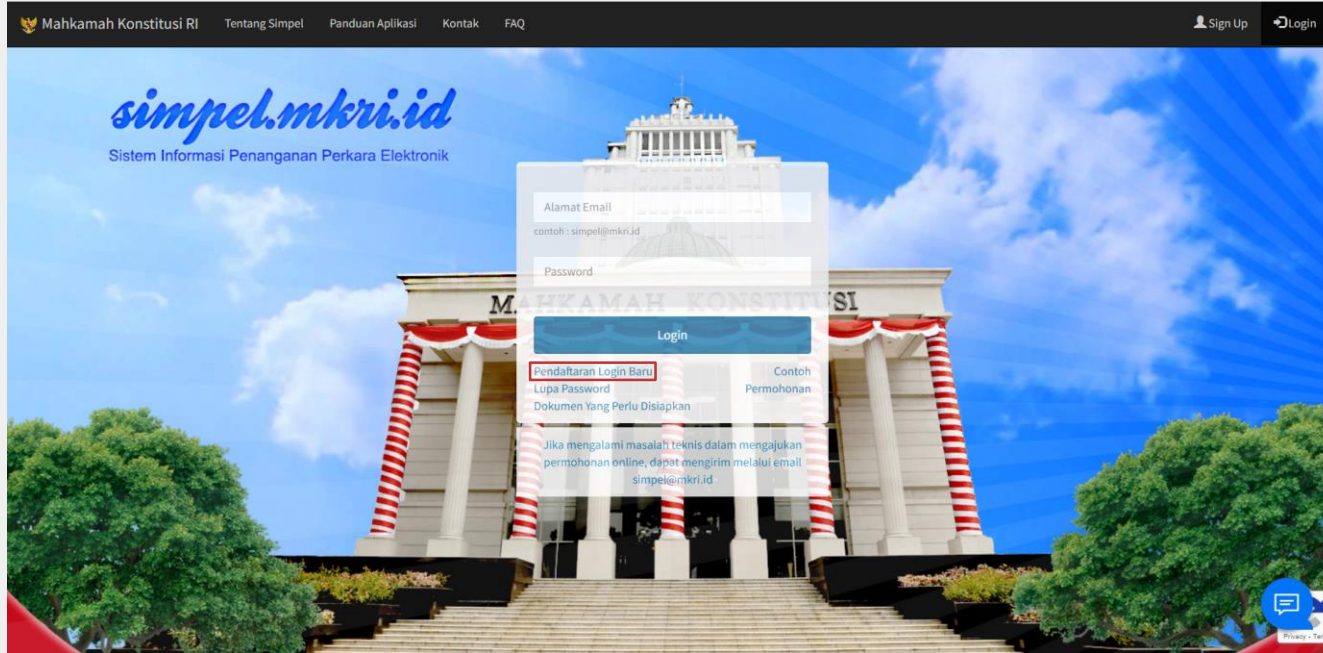 Mahkamah Konstitusi RI Tentang Simpel Panduan Aplikasi Kontak FAQ Sign Up Login
simpel.mkri.id
Sistem Informasi Penanganan Perkara Elektronik
Alamat Email
contoh : simpel@mkri.id
Password
MAHKAMAH KONSTITUSI
Login
Pendaftaran Login Baru Contoh
Lupa Password Permohonan
Dokumen Yang Perlu Disiapkan
Jika mengalami masalah teknis dalam mengajukan
permohonan online, dapat mengirim melalui email
simpel@mkri.id
Privacy -